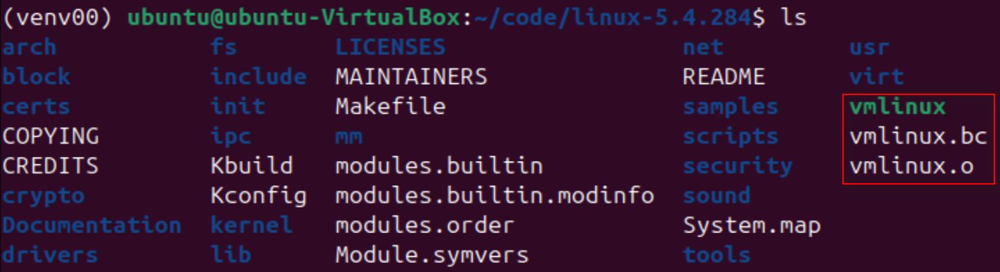 (venv00) ubuntu@ubuntu-VirtualBox:~/code/linux-5.4.284$ ls
arch fs LICENSES net usr
block include MAINTAINERS README virt
certs init Makefile samples vmlinux
COPYING ipc mm scripts vmlinux.bc
CREDITS Kbuild modules.builtin security vmlinux.o
crypto Kconfig modules.builtin.modinfo sound
Documentation kernel modules.order System.map
drivers lib Module.symvers tools